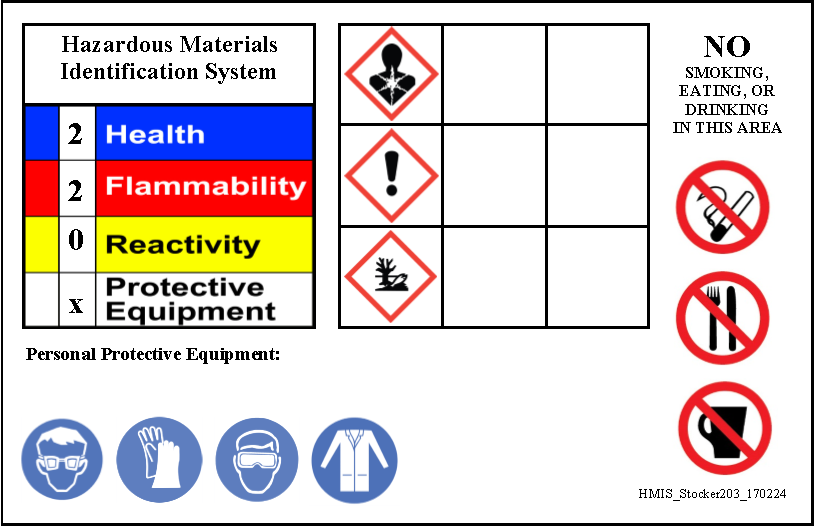 Hazardous Materials
Identification System
2 Health
2 Flammability
0 Reactivity
x Protective
Equipment
Personal Protective Equipment:
NO
SMOKING,
EATING, OR
DRINKING
IN THIS AREA
HMIS_Stocker203_170224